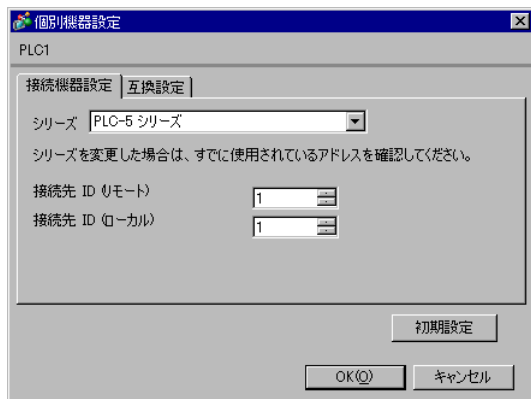 個別機器設定
PLC1
接続機器設定 互換設定
シリーズ PLC-5 シリーズ
シリーズを変更した場合は、すでに使用されているアドレスを確認してください。
接続先 ID (リモート) 1
接続先 ID (ローカル) 1
初期設定
OK(O) キャンセル